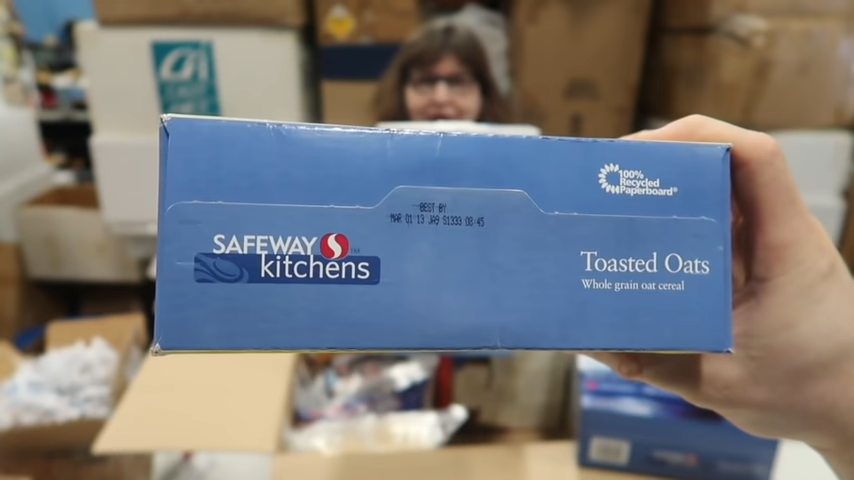 100%
Recycled
Paperboard®
BEST BY
MAR 01 13 JA9 S1333 08:45
SAFEWAY
kitchens
Toasted Oats
Whole grain oat cereal